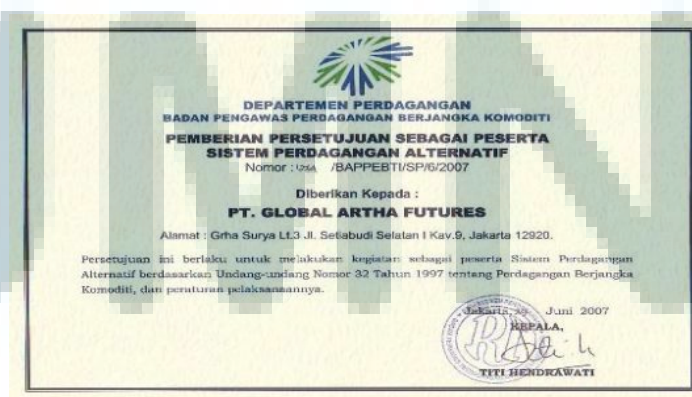 DEPARTEMEN PERDAGANGAN
BADAN PENGAWAS PERDAGANGAN BERJANGKA KOMODITI
PEMBERIAN PERSETUJUAN SEBAGAI PESERTA
SISTEM PERDAGANGAN ALTERNATIF
Nomor : /BAPPEBTI/SP/6/2007
Diberikan Kepada :
PT. GLOBAL ARTHA FUTURES
Alamat : Grha Surya Lt.3 Jl. Setiabudi Selatan I Kav.9, Jakarta 12920.
Persetujuan ini berlaku untuk melakukan kegiatan sebagai peserta Sistem Perdagangan
Alternatif berdasarkan Undang-undang Nomor 32 Tahun 1997 tentang Perdagangan Berjangka
Komoditi, dan peraturan pelaksanaannya.
Jakarta, Juni 2007
KEPALA,
TITI HENDRAWATI